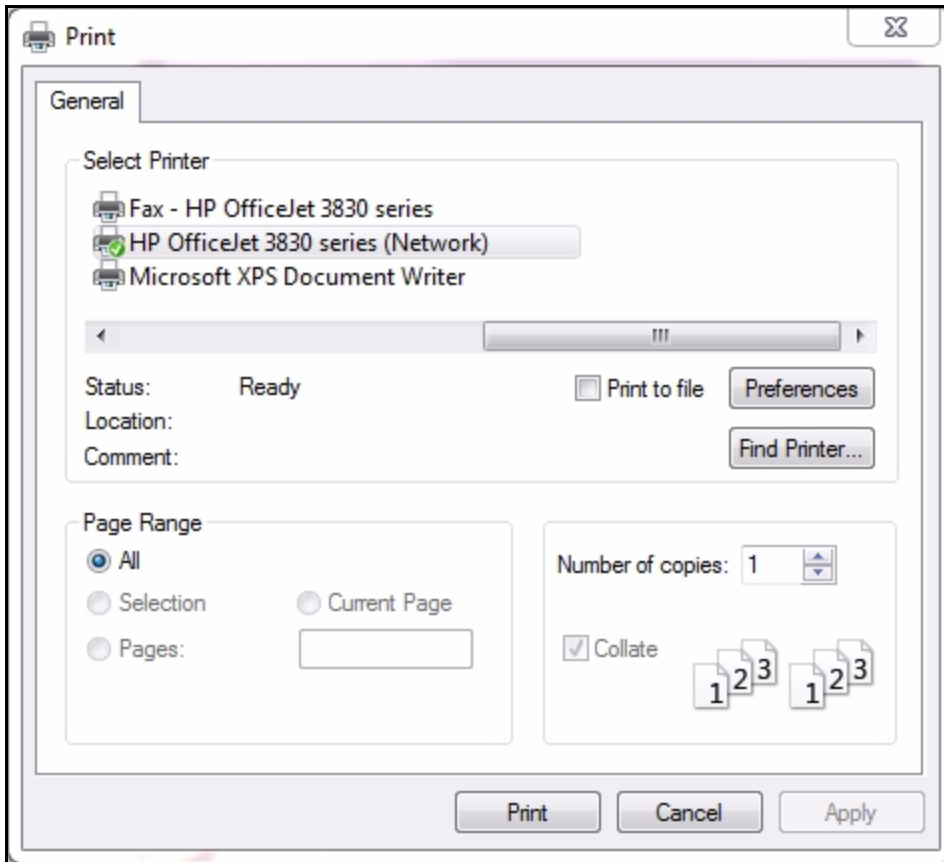 Print
General
Select Printer
Fax - HP OfficeJet 3830 series
HP OfficeJet 3830 series (Network)
Microsoft XPS Document Writer
Status: Ready
Print to file Preferences
Location:
Comment:
Find Printer...
Page Range
All
Selection Current Page
Pages:
Number of copies: 1
Collate
1 2 3 1 2 3
Print Cancel Apply